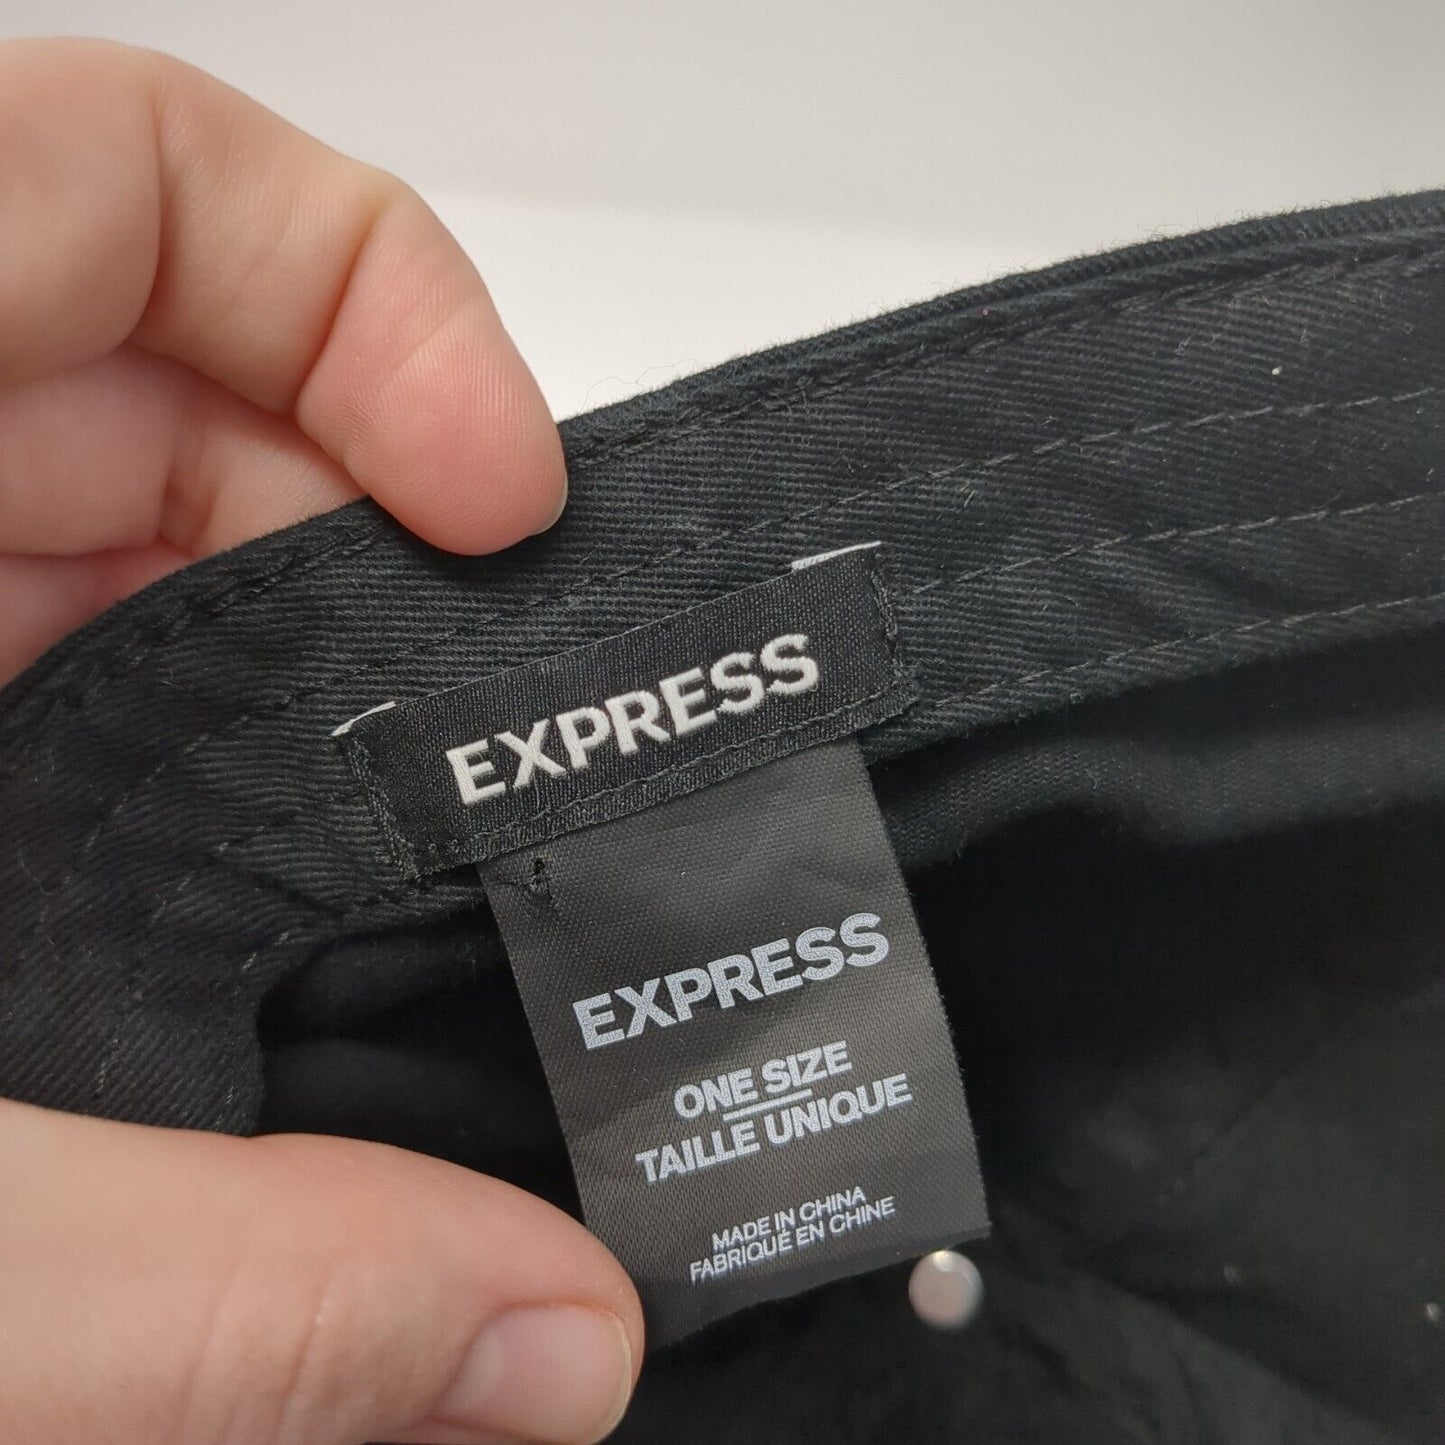 EXPRESS
EXPRESS
ONE SIZE
TAILLE UNIQUE
MADE IN CHINA
FABRIQUÉ EN CHINE